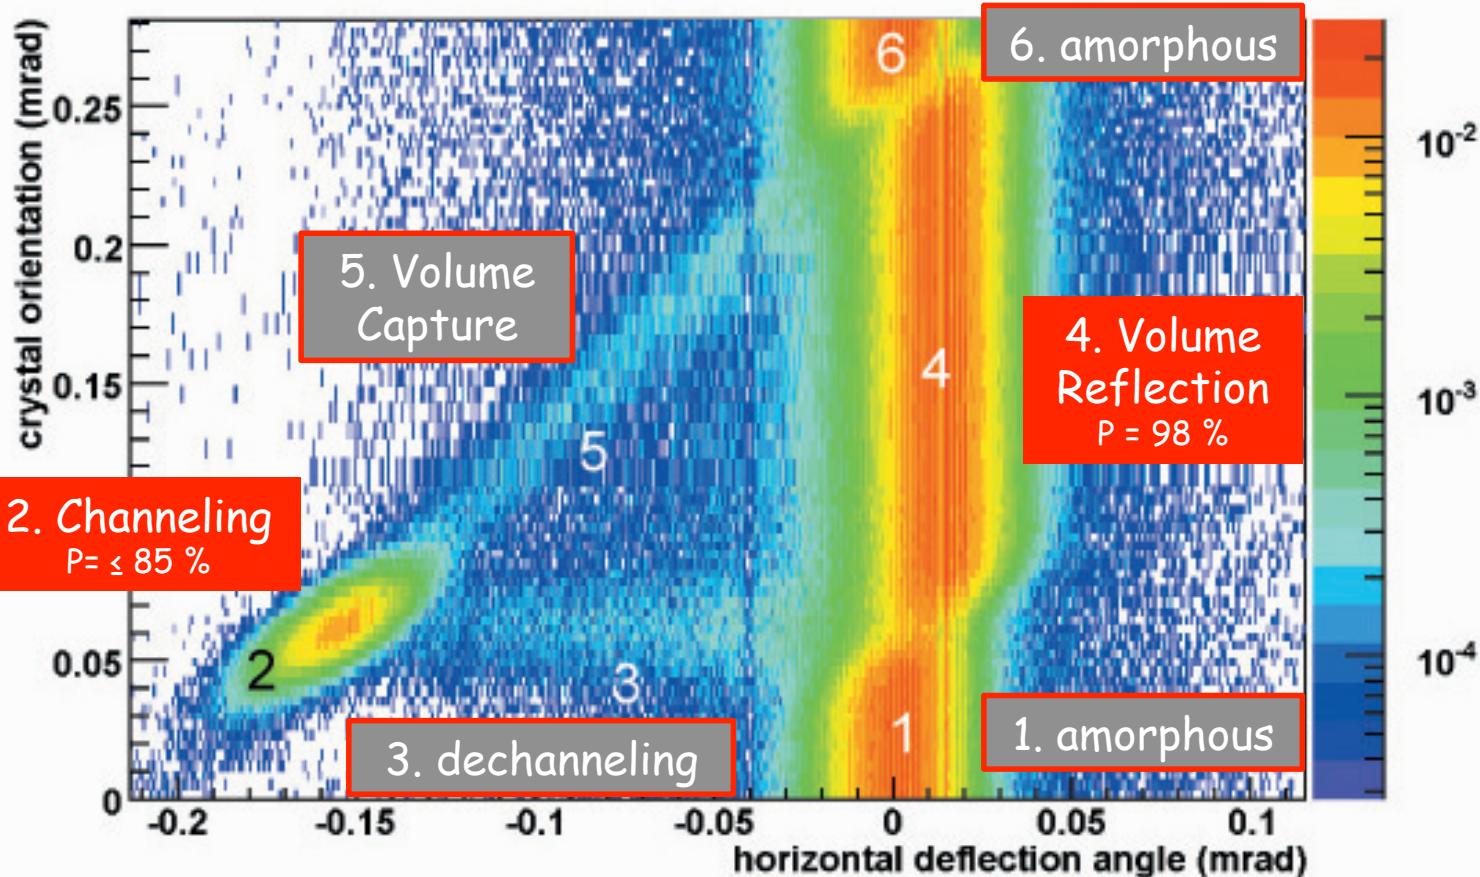 6
6. amorphous
0.25
10-2
5. Volume
Capture
0.2
4. Volume
Reflection
P = 98 %
4
0.15
10-3
5
2. Channeling
P= ≤ 85 %
2
0.05
3
10-4
1
1. amorphous
3. dechanneling
0
-0.2
-0.15
-0.1
-0.05
0
0.05
0.1
horizontal deflection angle (mrad)
crystal orientation (mrad)